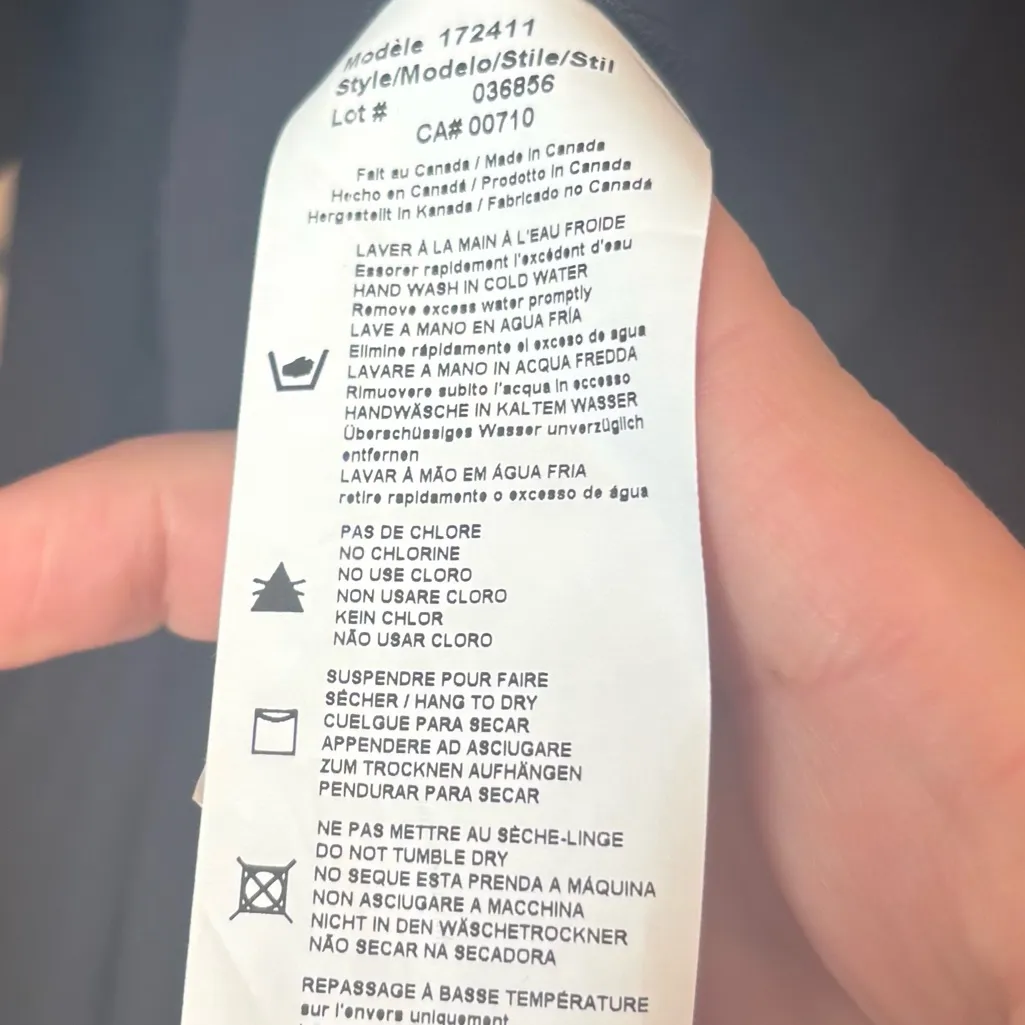 Modèle 172411
Style/Modelo/Stile/Stil
Lot # 036856
CA# 00710
Fait au Canada / Made in Canada
Hecho en Canadá / Prodotto in Canada
Hergestellt in Kanada / Fabricado no Canadá
LAVER À LA MAIN À L'EAU FROIDE
Essorer rapidement l'excédent d'eau
HAND WASH IN COLD WATER
Remove excess water promptly
LAVE A MANO EN AGUA FRÍA
Elimine rápidamente el exceso de agua
LAVARE A MANO IN ACQUA FREDDA
Rimuovere subito l'acqua in eccesso
HANDWÄSCHE IN KALTEM WASSER
Überschüssiges Wasser unverzüglich
entfernen
LAVAR À MÃO EM ÁGUA FRIA
retire rapidamente o excesso de água
PAS DE CHLORE
NO CHLORINE
NO USE CLORO
NON USARE CLORO
KEIN CHLOR
NÃO USAR CLORO
SUSPENDRE POUR FAIRE
SÉCHER / HANG TO DRY
CUELGUE PARA SECAR
APPENDERE AD ASCIUGARE
ZUM TROCKNEN AUFHÄNGEN
PENDURAR PARA SECAR
NE PAS METTRE AU SÈCHE-LINGE
DO NOT TUMBLE DRY
NO SEQUE ESTA PRENDA A MÁQUINA
NON ASCIUGARE A MACCHINA
NICHT IN DEN WÄSCHETROCKNER
NÃO SECAR NA SECADORA
REPASSAGE À BASSE TEMPÉRATURE
sur l'envers uniquement